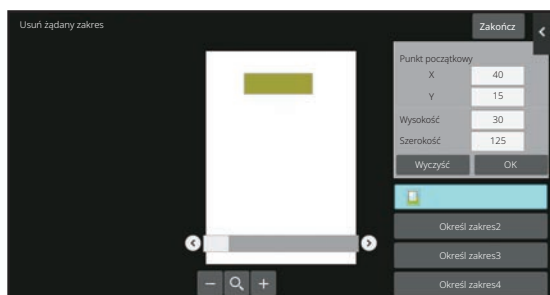 Usuń żądany zakres
Zakończ
Punkt początkowy
X 40
Y 15
Wysokość 30
Szerokość 125
Wyczyść OK
Określ zakres2
Określ zakres3
Określ zakres4